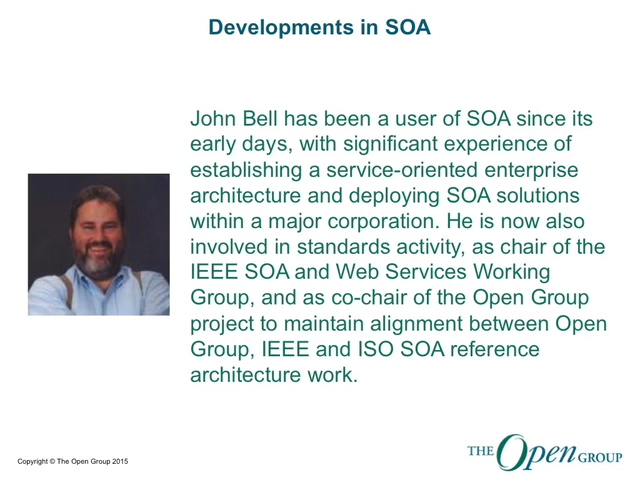 Developments in SOA
John Bell has been a user of SOA since its
early days, with significant experience of
establishing a service-oriented enterprise
architecture and deploying SOA solutions
within a major corporation. He is now also
involved in standards activity, as chair of the
IEEE SOA and Web Services Working
Group, and as co-chair of the Open Group
project to maintain alignment between Open
Group, IEEE and ISO SOA reference
architecture work.
Copyright © The Open Group 2015
THE Open GROUP